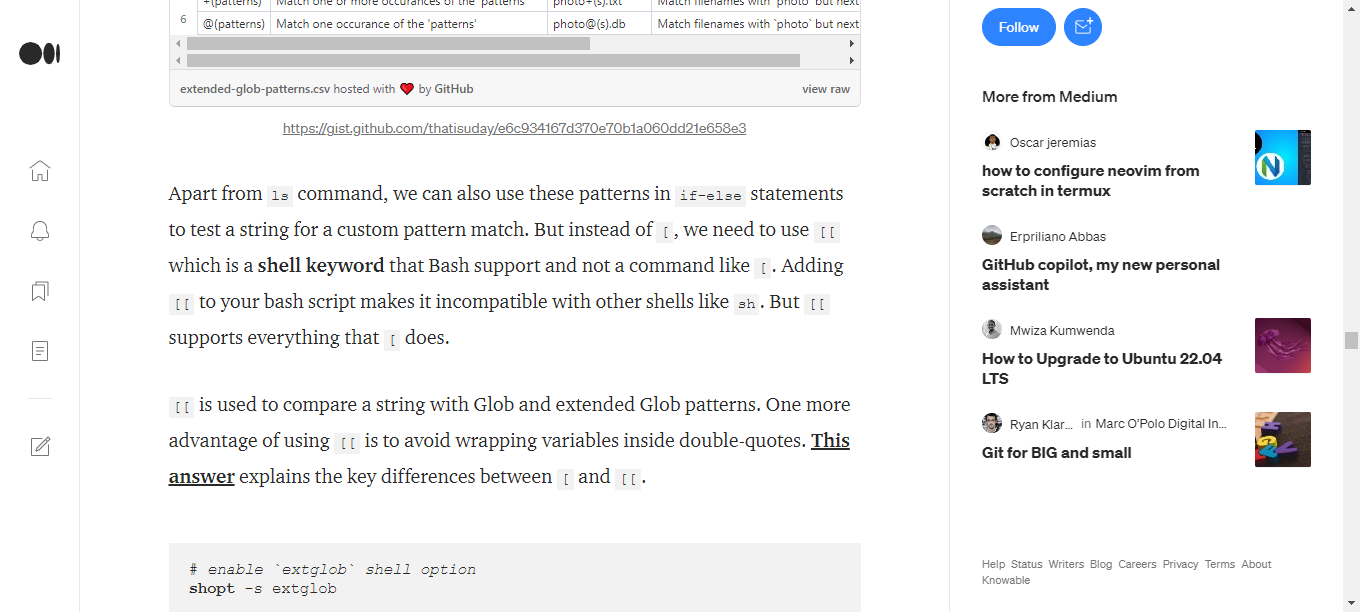 +(patterns) Match one or more occurances of the 'patterns' photo+(s).txt Match filenames with `photo` but next
6 @(patterns) Match one occurance of the 'patterns' photo@(s).db Match filenames with `photo` but next
extended-glob-patterns.csv hosted with ❤ by GitHub view raw
https://gist.github.com/thatisuday/e6c934167d370e70b1a060dd21e658e3
Apart from ls command, we can also use these patterns in if-else statements
to test a string for a custom pattern match. But instead of [, we need to use [[
which is a shell keyword that Bash support and not a command like [. Adding
[[ to your bash script makes it incompatible with other shells like sh. But [[
supports everything that [ does.
[[ is used to compare a string with Glob and extended Glob patterns. One more
advantage of using [[ is to avoid wrapping variables inside double-quotes. This
answer explains the key differences between [ and [[.
# enable `extglob` shell option
shopt -s extglob
Follow
More from Medium
Oscar jeremias
how to configure neovim from
scratch in termux
Erpriliano Abbas
GitHub copilot, my new personal
assistant
Mwiza Kumwenda
How to Upgrade to Ubuntu 22.04
LTS
Ryan Klar... in Marc O'Polo Digital In...
Git for BIG and small
Help Status Writers Blog Careers Privacy Terms About
Knowable